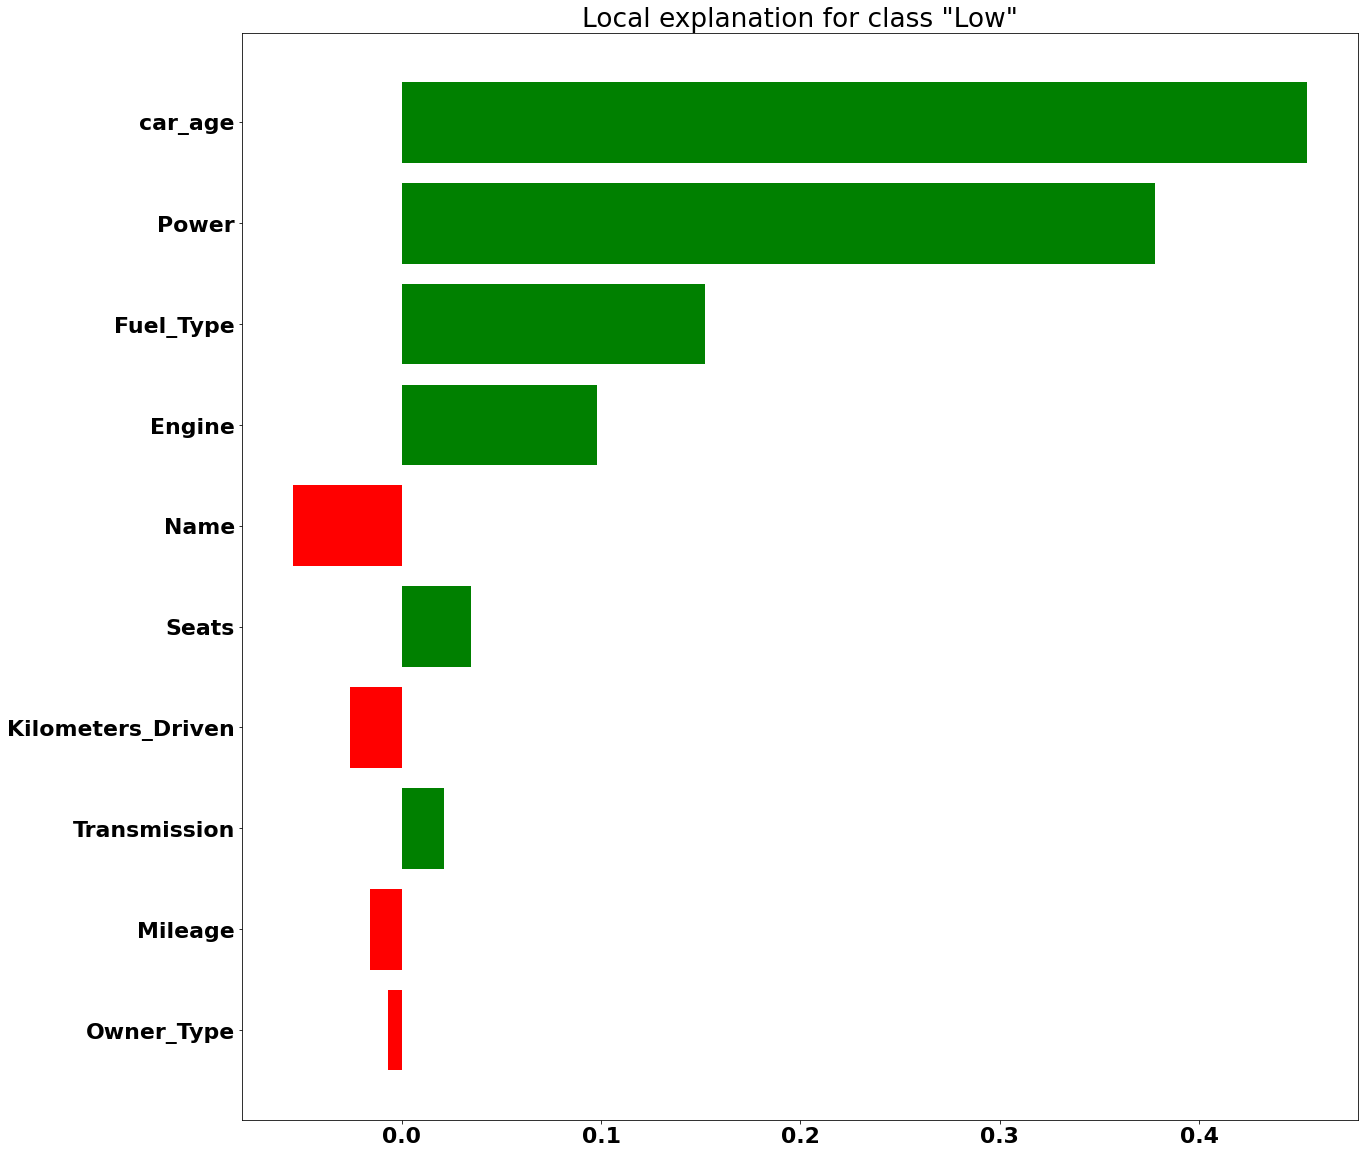 Local explanation for class "Low"
car_age
Power
Fuel_Type
Engine
Name
Seats
Kilometers_Driven
Transmission
Mileage
Owner_Type
0.0 0.1 0.2 0.3 0.4